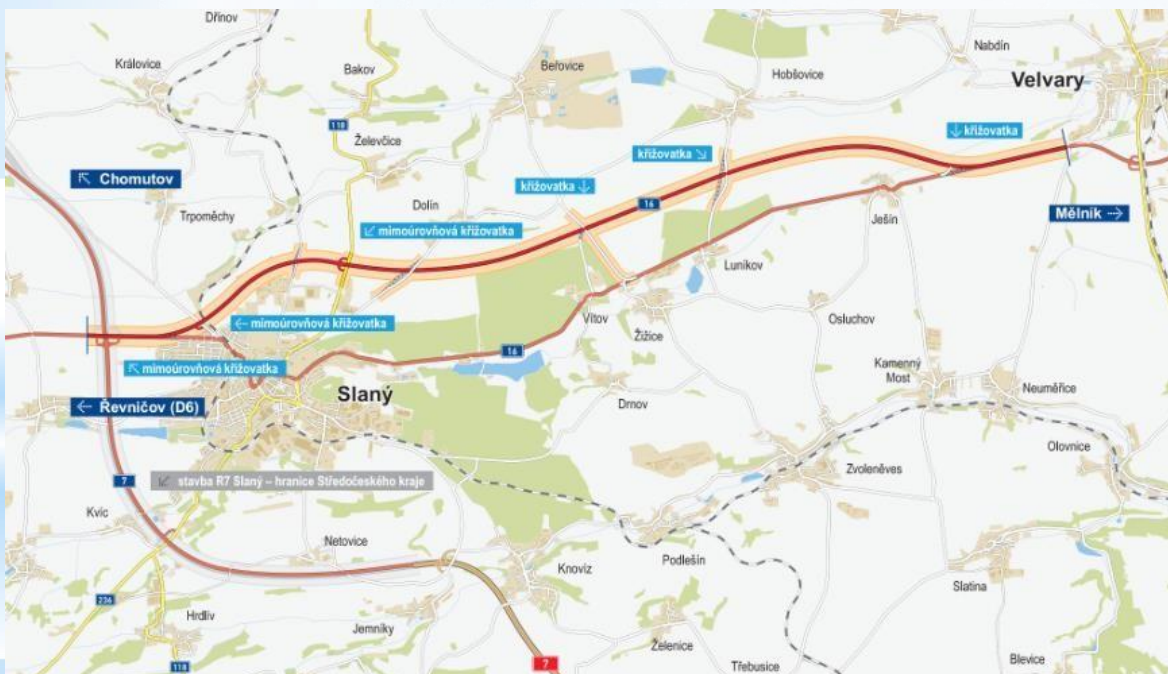 Dřínov
Nabdín
Královice
Bakov
Beřovice
Hobšovice
Velvary
118
Želevčice
↓ křižovatka
křižovatka ↘
↖ Chomutov
křižovatka ↓
Trpoměchy
Dolín
16
Mělník ⇢
Ješín
↙ mimoúrovňová křižovatka
Luníkov
Vítov
Osluchov
← mimoúrovňová křižovatka
Žižice
16
Kamenný
Most
↖ mimoúrovňová křižovatka
Slaný
Neuměřice
← Řevničov (D6)
Drnov
Olovnice
Zvoleněves
7
↙ stavba R7 Slaný – hranice Středočeského kraje
Kvíc
Netovice
Podlešín
Knovíz
Slatina
236
Hrdlív
Jemníky
Želenice
118
7
Třebusice
Blevice